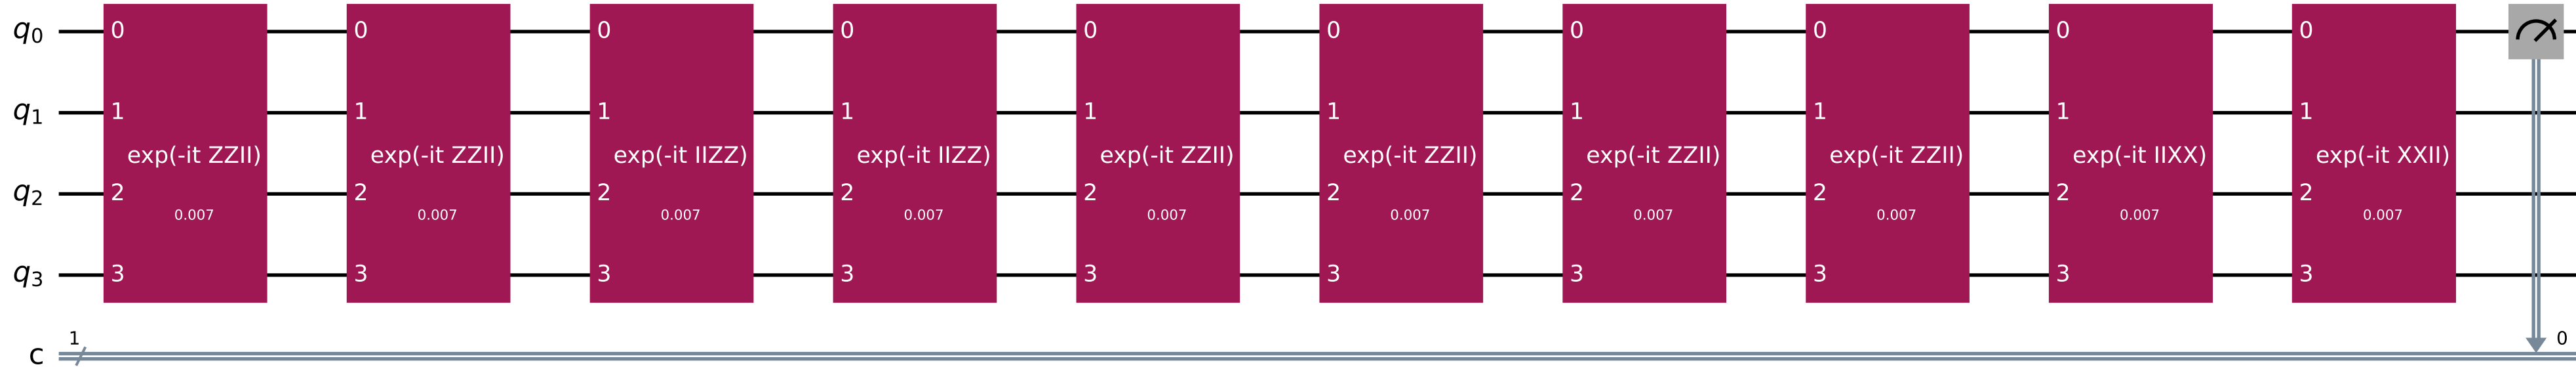 q0 0 0 0 0 0 0 0 0 0 0
q1 1 1 1 1 1 1 1 1 1 1
exp(-it ZZII) exp(-it ZZII) exp(-it IIZZ) exp(-it IIZZ) exp(-it ZZII) exp(-it ZZII) exp(-it ZZII) exp(-it ZZII) exp(-it IIXX) exp(-it XXII)
q2 2 2 2 2 2 2 2 2 2 2
0.007 0.007 0.007 0.007 0.007 0.007 0.007 0.007 0.007 0.007
q3 3 3 3 3 3 3 3 3 3 3
1 0
c